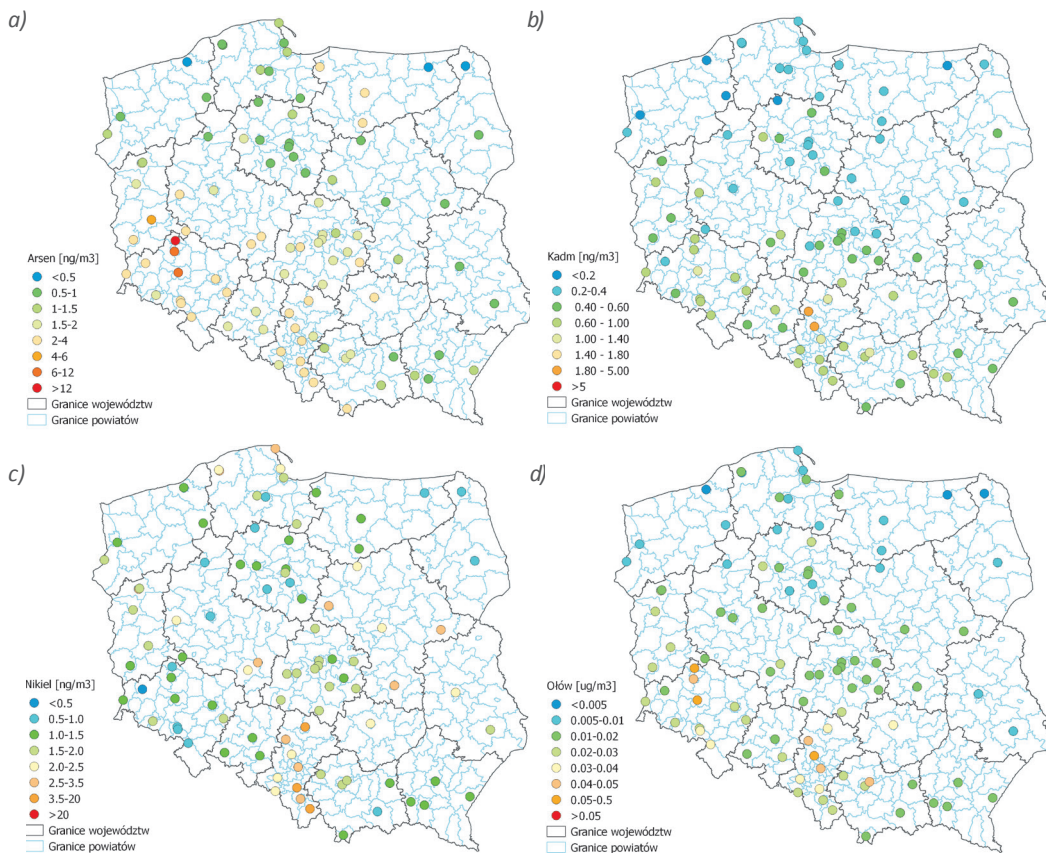 a)
Arsen [ng/m3]
<0.5
0.5-1
1-1.5
1.5-2
2-4
4-6
6-12
>12
Granice województw
Granice powiatów
b)
Kadm [ng/m3]
<0.2
0.2-0.4
0.40 - 0.60
0.60 - 1.00
1.00 - 1.40
1.40 - 1.80
1.80 - 5.00
>5
Granice województw
Granice powiatów
c)
Nikiel [ng/m3]
<0.5
0.5-1.0
1.0-1.5
1.5-2.0
2.0-2.5
2.5-3.5
3.5-20
>20
Granice województw
Granice powiatów
d)
Ołów [ug/m3]
<0.005
0.005-0.01
0.01-0.02
0.02-0.03
0.03-0.04
0.04-0.05
0.05-0.5
>0.05
Granice województw
Granice powiatów